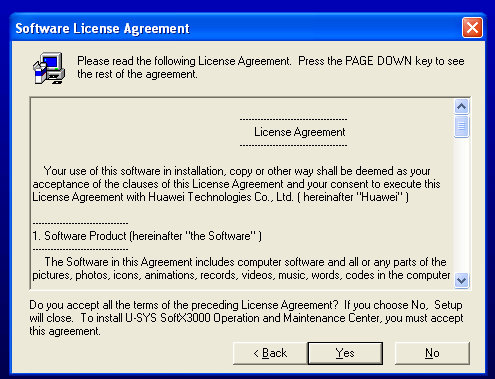 Software License Agreement
Please read the following License Agreement. Press the PAGE DOWN key to see
the rest of the agreement.
-----------------------------------
License Agreement
-----------------------------------
Your use of this software in installation, copy or other way shall be deemed as your
acceptance of the clauses of this License Agreement and your consent to execute this
License Agreement with Huawei Technologies Co., Ltd. ( hereinafter "Huawei" )
-------------------------------
1. Software Product (hereinafter "the Software" )
-------------------------------
The Software in this Agreement includes computer software and all or any parts of the
pictures, photos, icons, animations, records, videos, music, words, codes in the computer
Do you accept all the terms of the preceding License Agreement? If you choose No, Setup
will close. To install U-SYS SoftX3000 Operation and Maintenance Center, you must accept
this agreement.
< Back Yes No